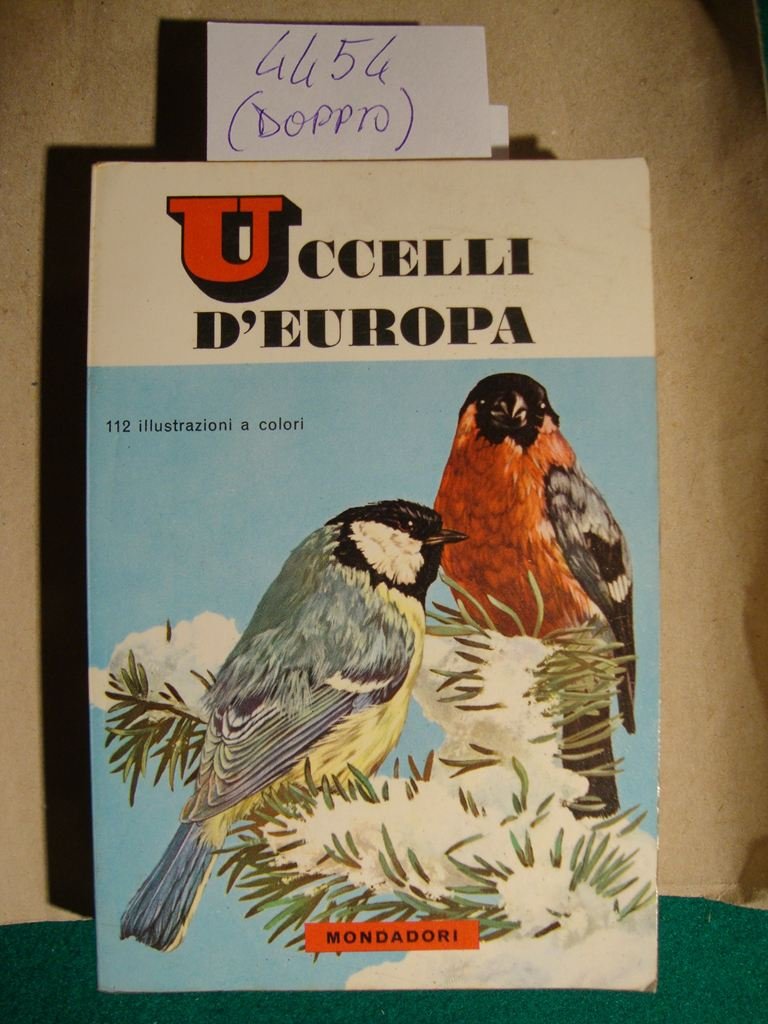 4454
(DOPPIO)
UCCELLI
D'EUROPA
112 illustrazioni a colori
MONDADORI